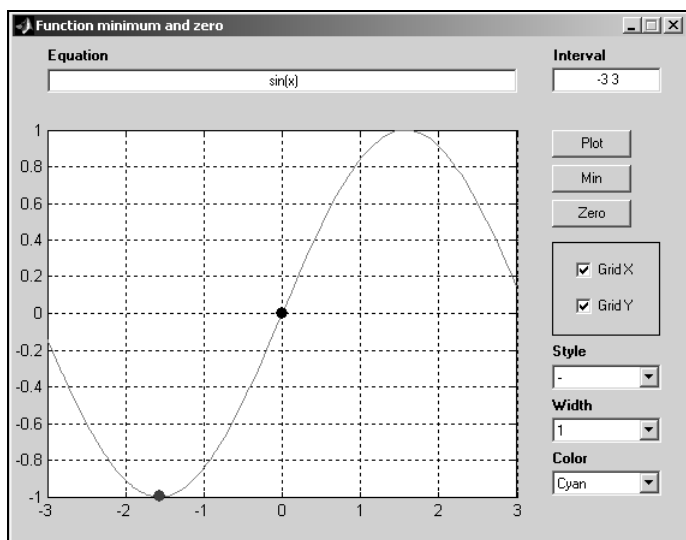 Function minimum and zero
Equation
sin(x)
Interval
-3 3
1
0.8
0.6
0.4
0.2
0
-0.2
-0.4
-0.6
-0.8
-1
-3
-2
-1
0
1
2
3
Plot
Min
Zero
Grid X
Grid Y
Style
-
Width
1
Color
Cyan